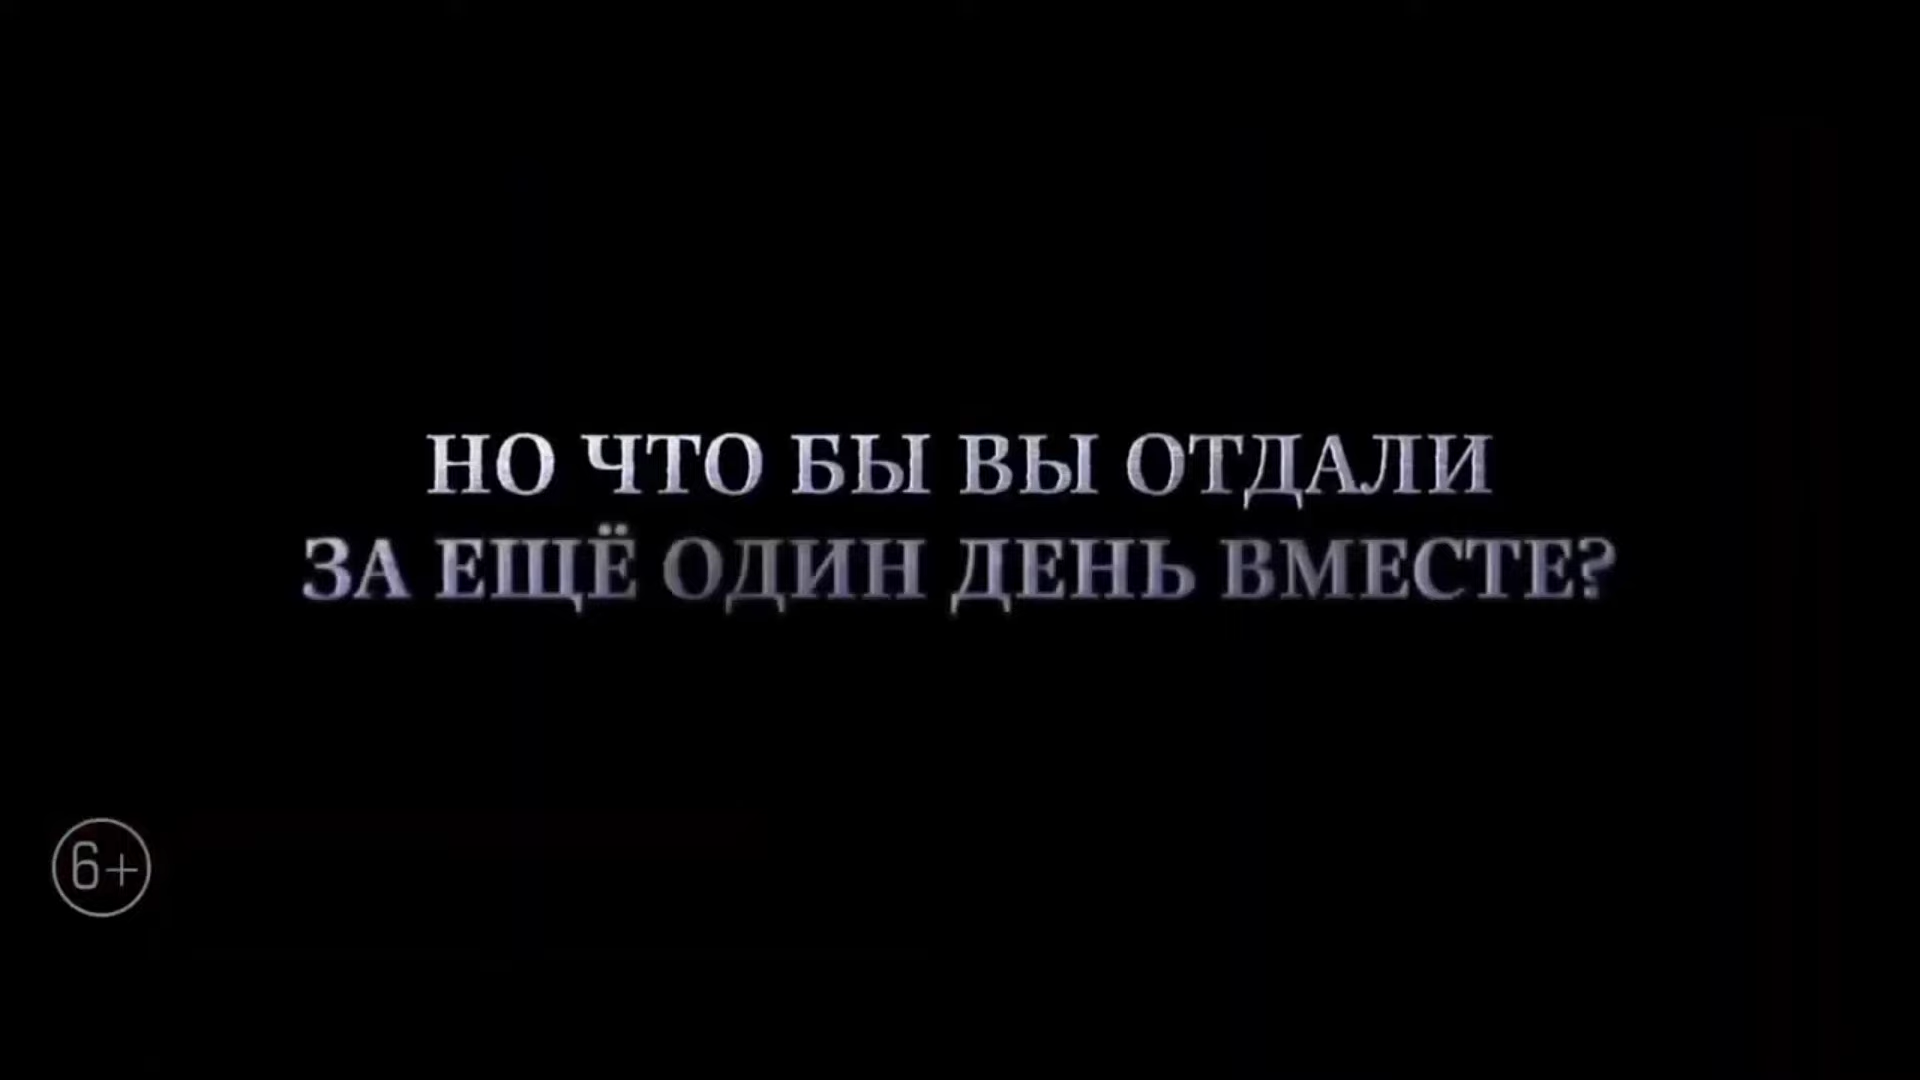 НО ЧТО БЫ ВЫ ОТДАЛИ
ЗА ЕЩЁ ОДИН ДЕНЬ ВМЕСТЕ?
6+